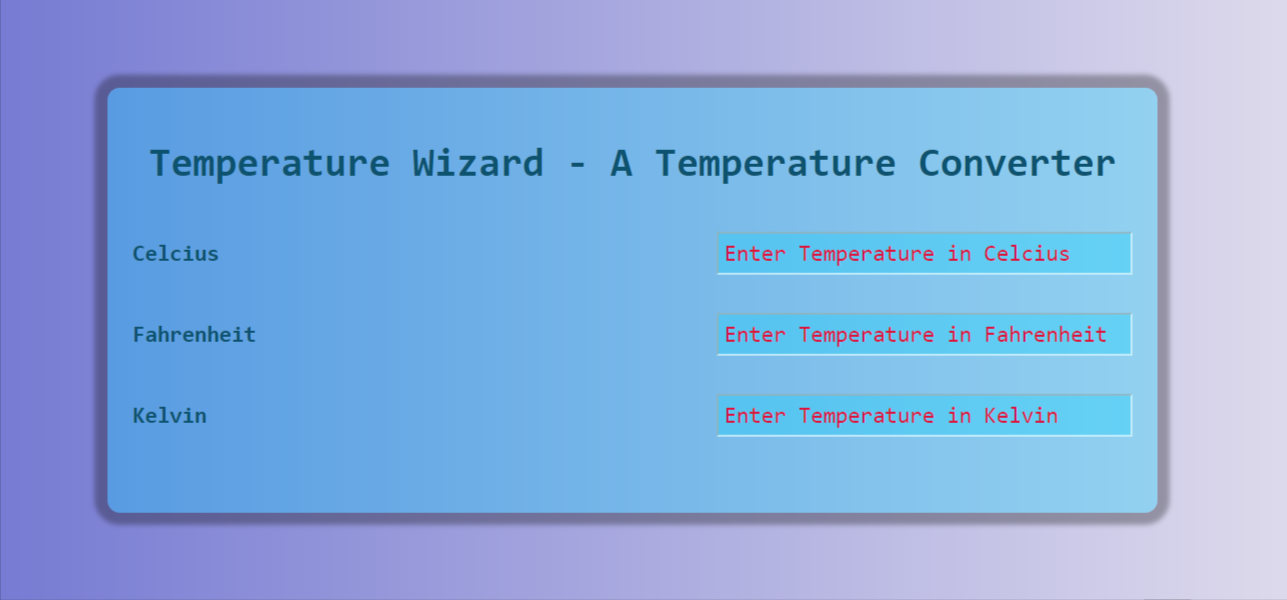 Temperature Wizard - A Temperature Converter
Celcius
Enter Temperature in Celcius
Fahrenheit
Enter Temperature in Fahrenheit
Kelvin
Enter Temperature in Kelvin